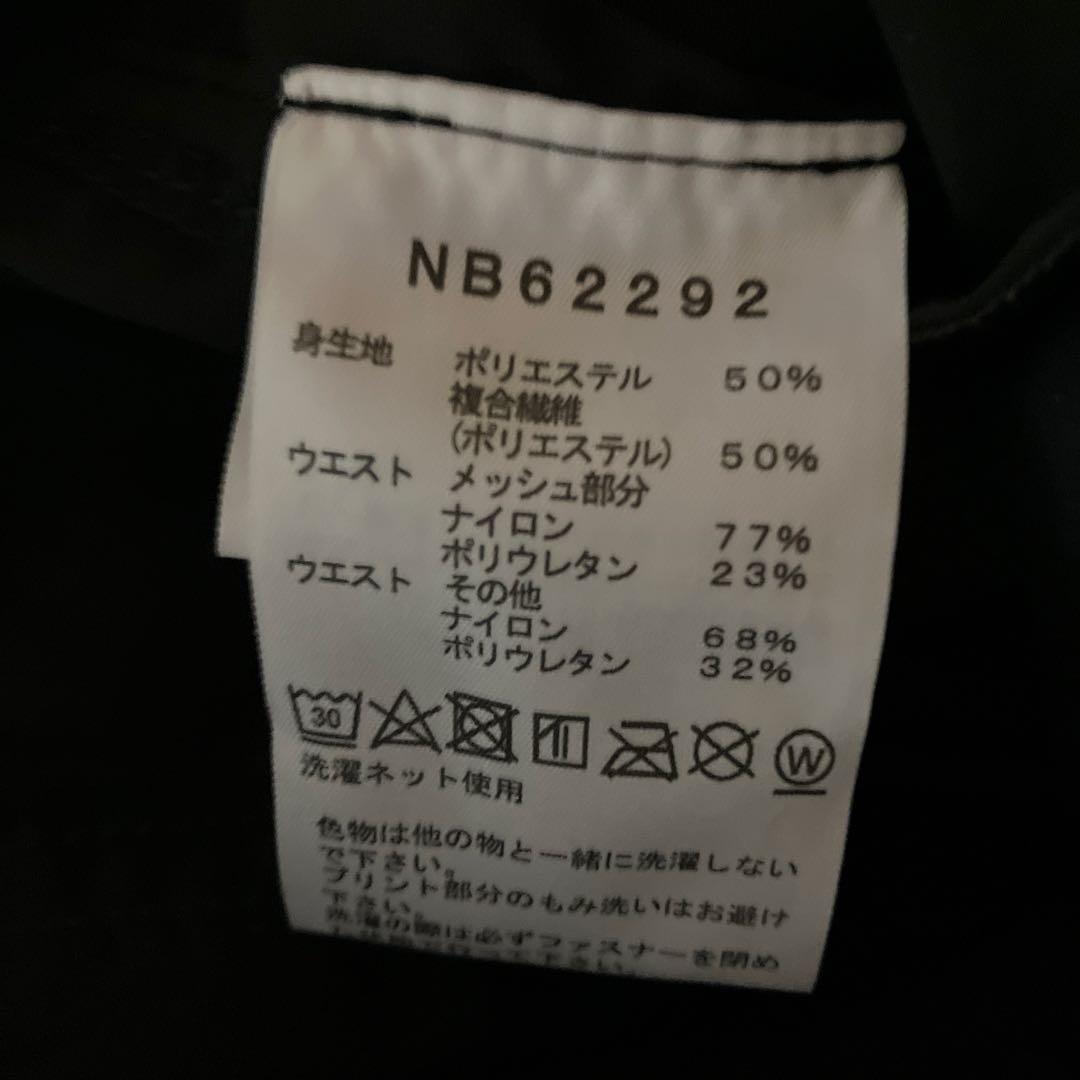 NB62292
身生地 ポリエステル 50%
複合繊維
(ポリエステル) 50%
ウエスト メッシュ部分
ナイロン 77%
ポリウレタン 23%
ウエスト その他
ナイロン 68%
ポリウレタン 32%
30 W
洗濯ネット使用
色物は他の物と一緒に洗濯しない
で下さい。
プリント部分のもみ洗いはお避け
下さい。
洗濯の際は必ずファスナーを閉め
下さい。